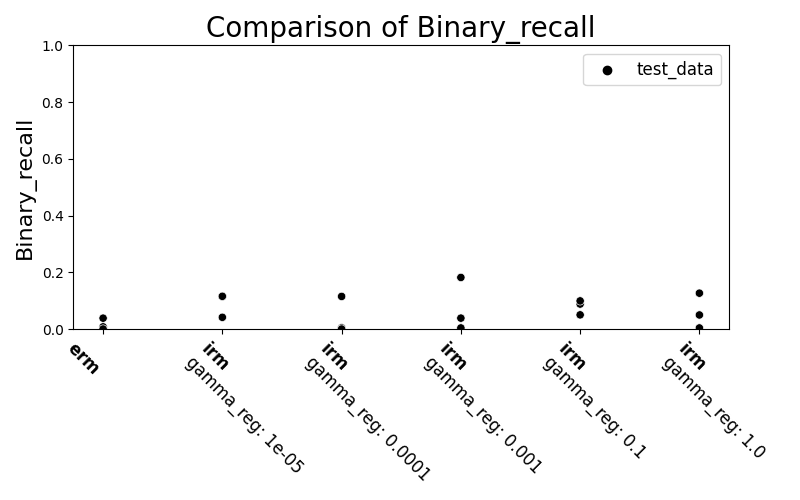 Comparison of Binary_recall
Binary_recall
1.0
0.8
0.6
0.4
0.2
0.0
test_data
erm
irm
gamma_reg: 1e-05
irm
gamma_reg: 0.0001
irm
gamma_reg: 0.001
irm
gamma_reg: 0.1
irm
gamma_reg: 1.0